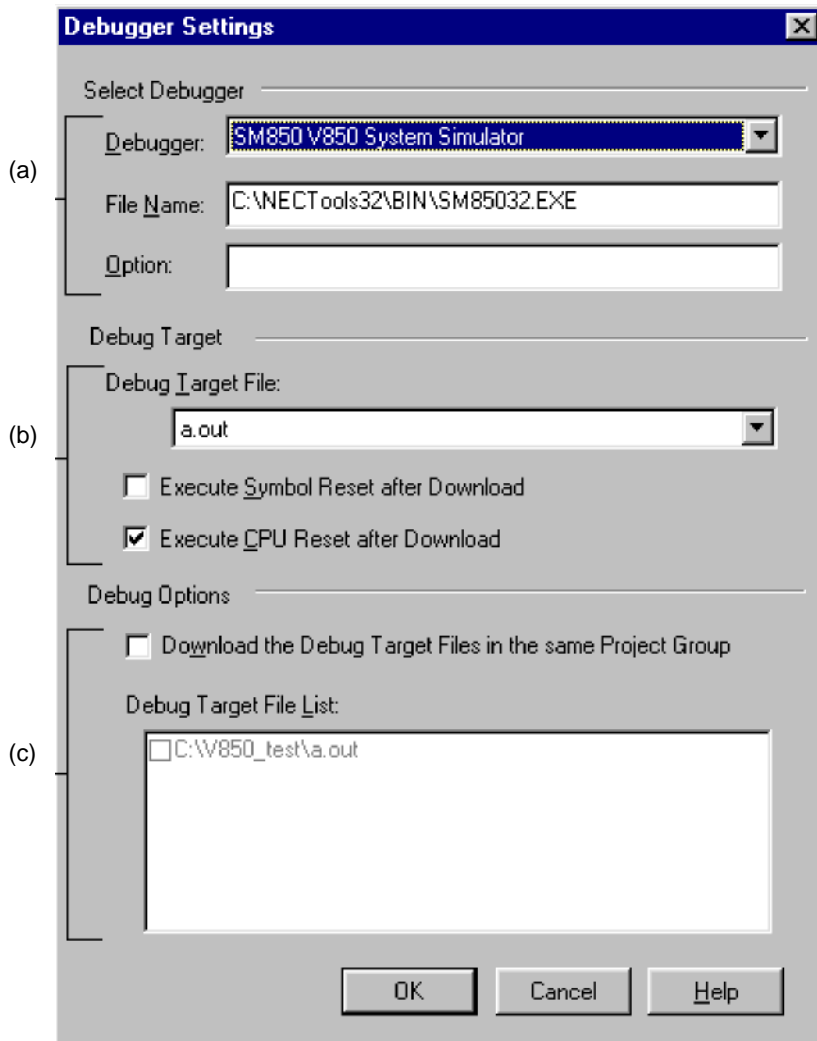 Debugger Settings
Select Debugger
(a)
Debugger: SM850 V850 System Simulator
File Name: C:\NECTools32\BIN\SM85032.EXE
Option:
Debug Target
(b)
Debug Target File:
a.out
Execute Symbol Reset after Download
Execute CPU Reset after Download
Debug Options
(c)
Download the Debug Target Files in the same Project Group
Debug Target File List:
C:\V850_test\a.out
OK Cancel Help